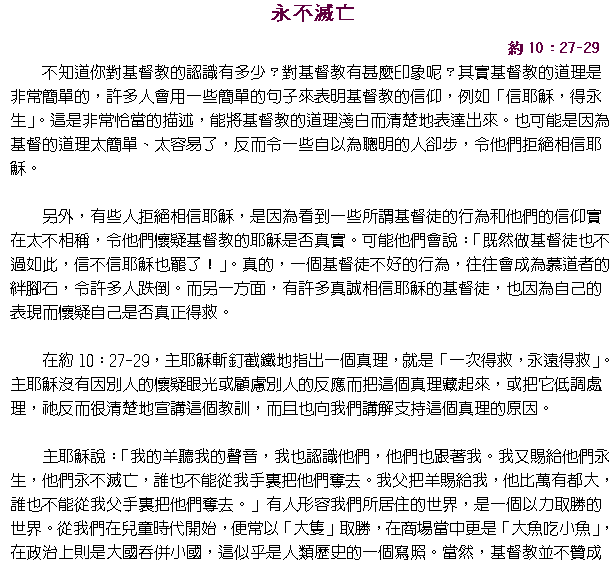 永不滅亡
約 10：27-29
不知道你對基督教的認識有多少？對基督教有甚麼印象呢？其實基督教的道理是
非常簡單的，許多人會用一些簡單的句子來表明基督教的信仰，例如「信耶穌，得永
生」。這是非常恰當的描述，能將基督教的道理淺白而清楚地表達出來。也可能是因為
基督的道理太簡單、太容易了，反而令一些自以為聰明的人卻步，令他們拒絕相信耶
穌。
另外，有些人拒絕相信耶穌，是因為看到一些所謂基督徒的行為和他們的信仰實
在太不相稱，令他們懷疑基督教的耶穌是否真實。可能他們會說：「既然做基督徒也不
過如此，信不信耶穌也罷了！」。真的，一個基督徒不好的行為，往往會成為慕道者的
絆腳石，令許多人跌倒。而另一方面，有許多真誠相信耶穌的基督徒，也因為自己的
表現而懷疑自己是否真正得救。
在約 10：27-29，主耶穌斬釘截鐵地指出一個真理，就是「一次得救，永遠得救」。
主耶穌沒有因別人的懷疑眼光或顧慮別人的反應而把這個真理藏起來，或把它低調處
理，祂反而很清楚地宣講這個教訓，而且也向我們講解支持這個真理的原因。
主耶穌說：「我的羊聽我的聲音，我也認識他們，他們也跟著我。我又賜給他們永
生，他們永不滅亡，誰也不能從我手裏把他們奪去。我父把羊賜給我，他比萬有都大，
誰也不能從我父手裏把他們奪去。」有人形容我們所居住的世界，是一個以力取勝的
世界。從我們在兒童時代開始，便常以「大隻」取勝，在商場當中更是「大魚吃小魚」，
在政治上則是大國吞併小國，這似乎是人類歷史的一個寫照。當然，基督教並不贊成